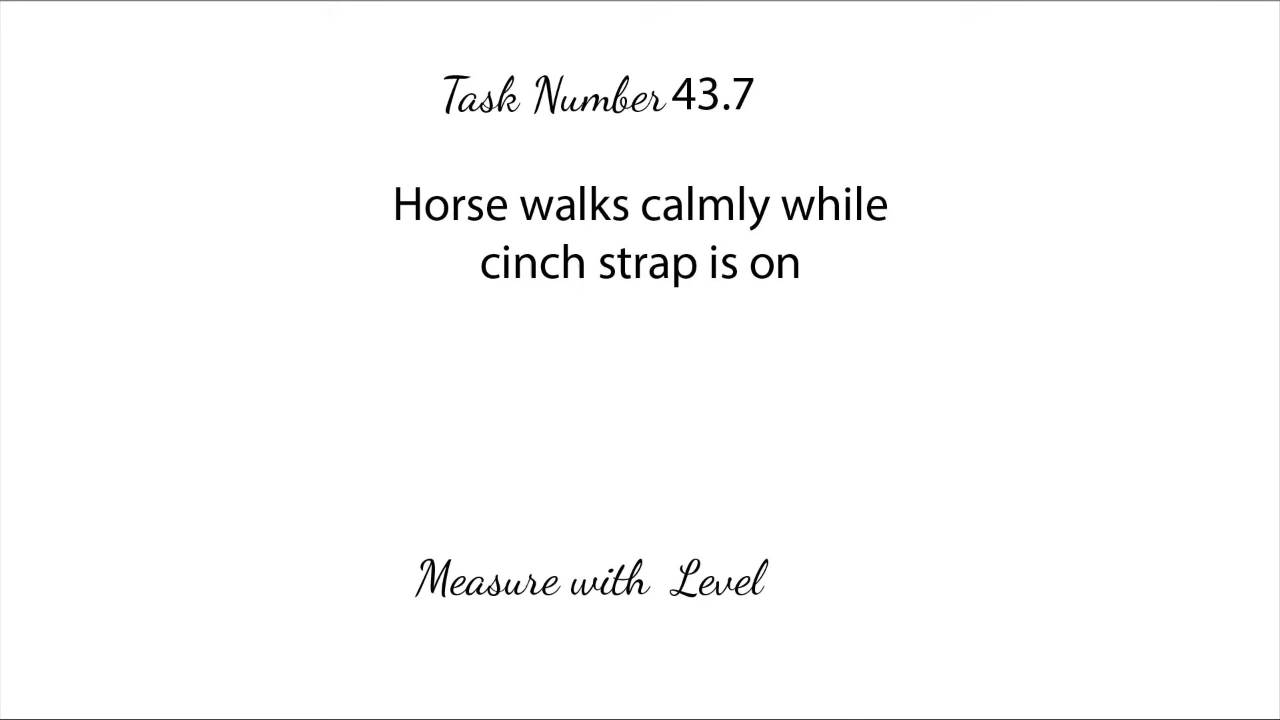 Task Number 43.7
Horse walks calmly while
cinch strap is on
Measure with Level